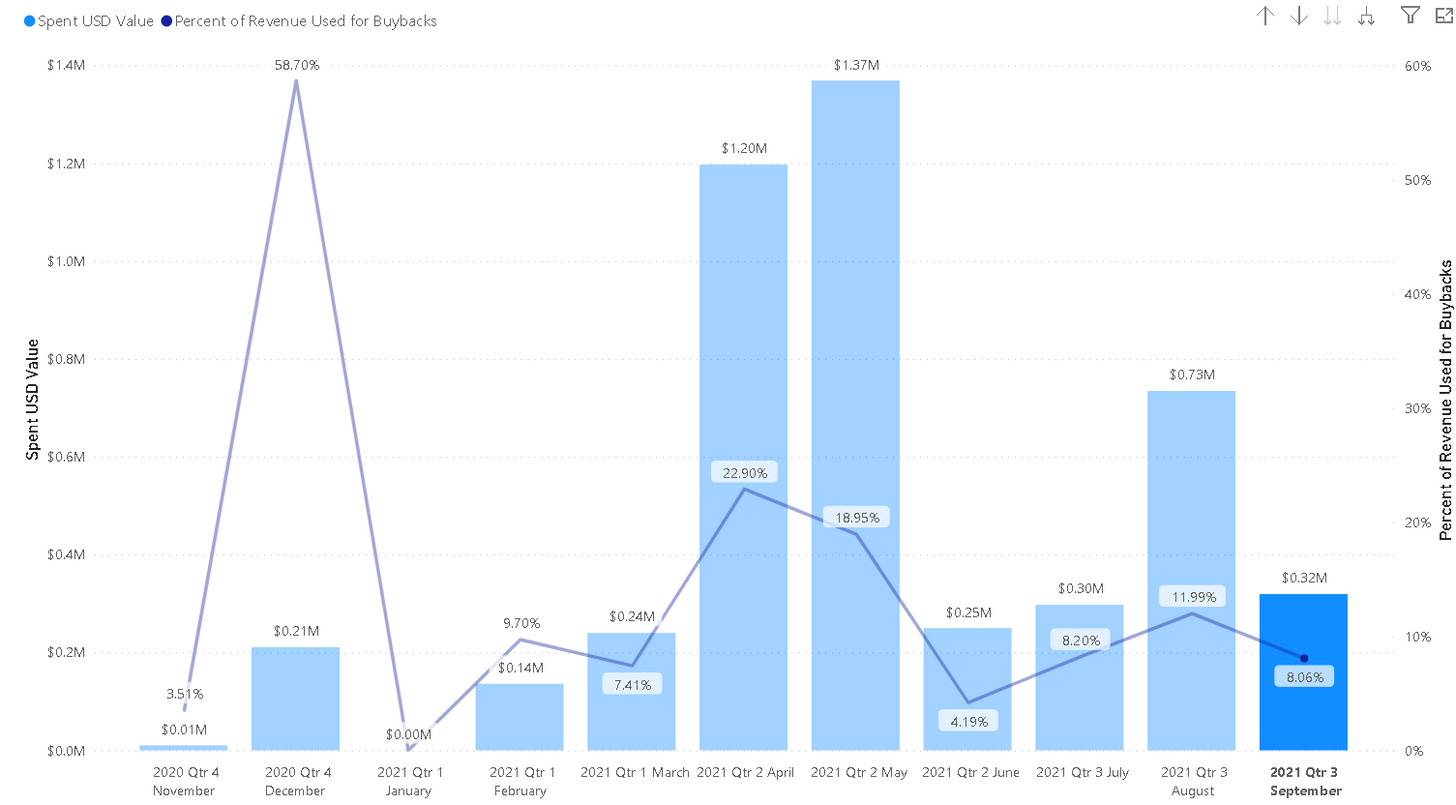 Spent USD Value Percent of Revenue Used for Buybacks
$1.4M
$1.2M
$1.0M
$0.8M
$0.6M
$0.4M
$0.2M
$0.0M
Spent USD Value
60%
50%
40%
30%
20%
10%
0%
Percent of Revenue Used for Buybacks
58.70%
$1.37M
$1.20M
$0.73M
22.90%
18.95%
$0.32M
11.99%
$0.30M
$0.25M
$0.24M
9.70%
$0.21M
8.20%
$0.14M
7.41%
8.06%
3.51%
4.19%
$0.01M
$0.00M
2020 Qtr 4
November
2020 Qtr 4
December
2021 Qtr 1
January
2021 Qtr 1
February
2021 Qtr 1 March
2021 Qtr 2 April
2021 Qtr 2 May
2021 Qtr 2 June
2021 Qtr 3 July
2021 Qtr 3
August
2021 Qtr 3
September